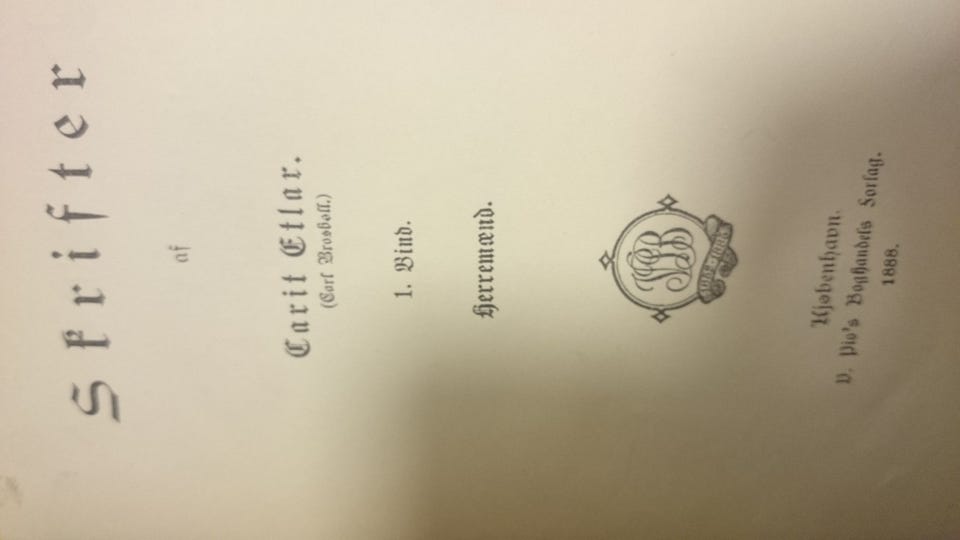 Skrifter
af
Carit Etlar.
(Carl Brosbøll.)
1. Bind.
Herremænd.
Kjøbenhavn.
V. Pio's Boghandels Forlag.
1888.